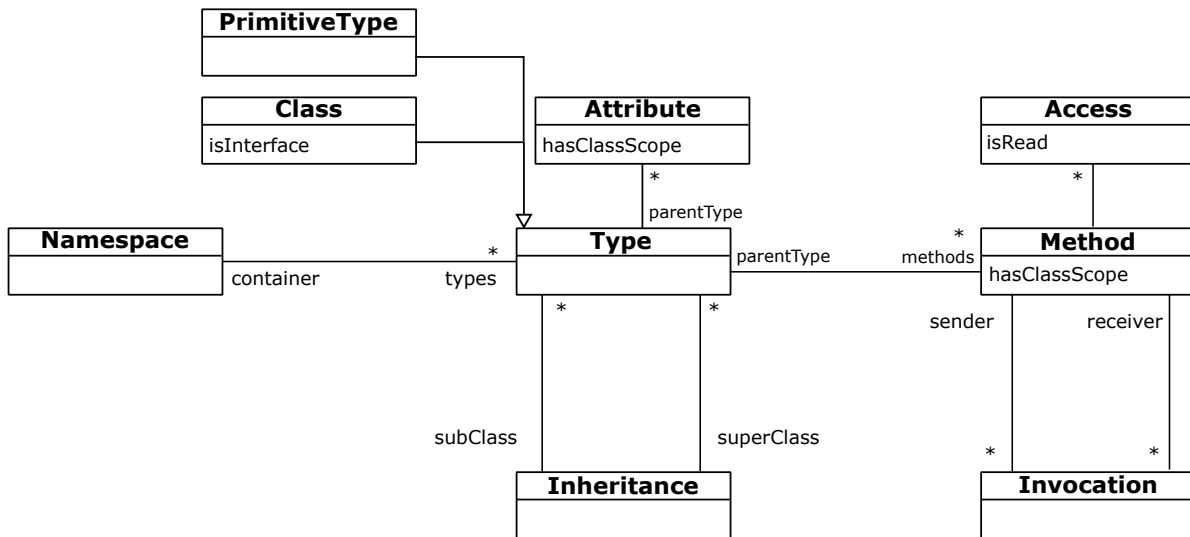 PrimitiveType
Class
isInterface
Attribute
hasClassScope
Access
isRead
*
*
parentType
Namespace
container
*
types
Type
parentType
*
methods
Method
hasClassScope
*
*
sender
receiver
subClass
superClass
*
*
Inheritance
Invocation